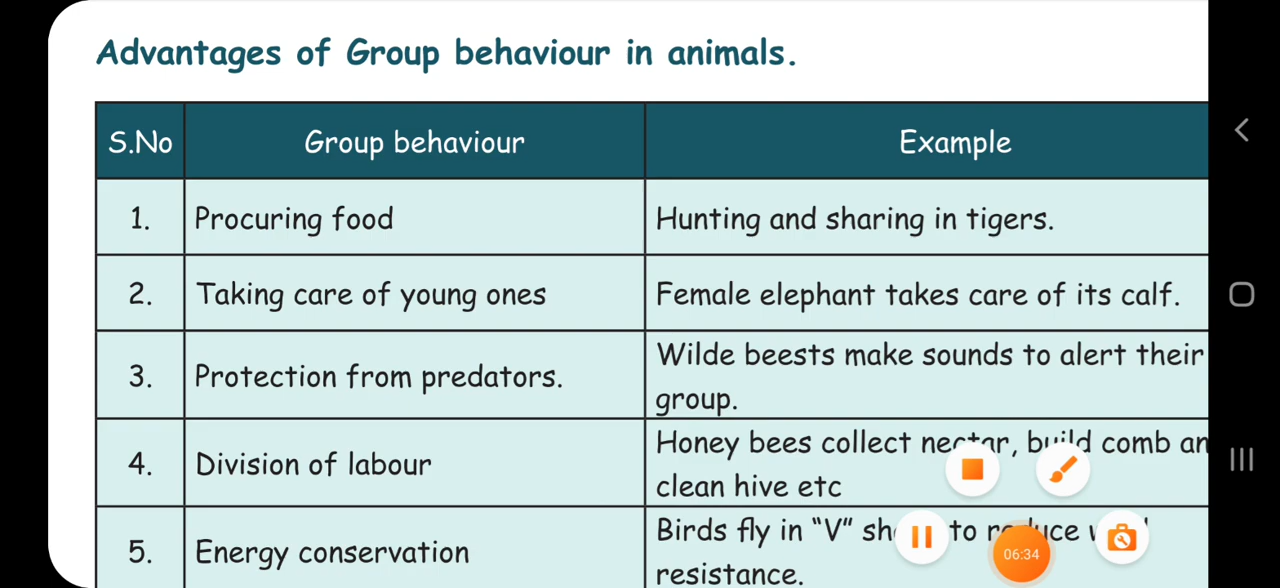 Advantages of Group behaviour in animals.
S.No Group behaviour Example
1. Procuring food Hunting and sharing in tigers.
2. Taking care of young ones Female elephant takes care of its calf.
3. Protection from predators. Wilde beests make sounds to alert their
group.
4. Division of labour Honey bees collect nectar, build comb an
clean hive etc
5. Energy conservation Birds fly in “V” to
resistance.
06:34